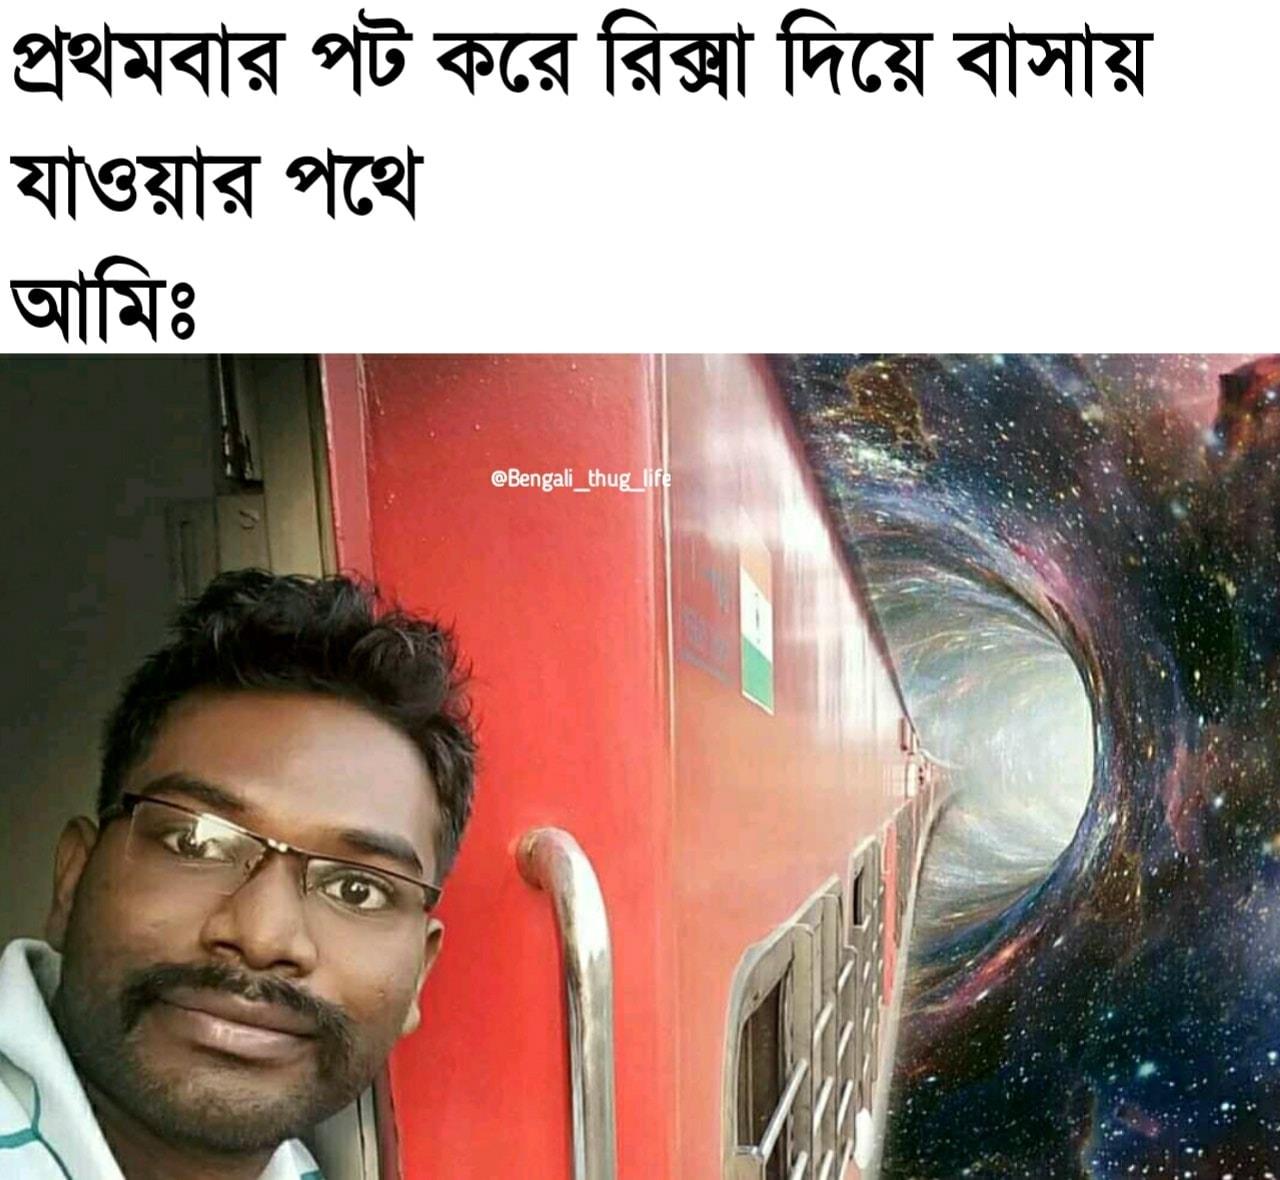 প্রথমবার পট করে রিক্সা দিয়ে বাসায়
যাওয়ার পথে
আমিঃ
@Bengali_thug_life